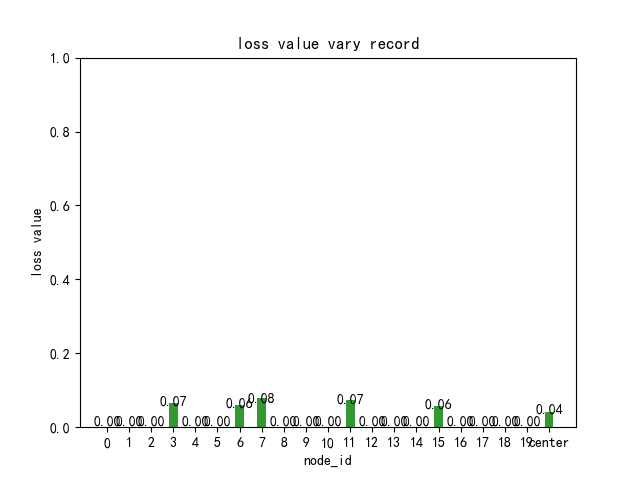 loss value vary record
1.0
0.8
0.6
0.4
0.2
0.0
loss value
0.00 0.00 0.00 0.07 0.00 0.00 0.06 0.08 0.00 0.00 0.00 0.07 0.00 0.00 0.00 0.06 0.00 0.00 0.00 0.00 0.04
0 1 2 3 4 5 6 7 8 9 10 11 12 13 14 15 16 17 18 19 center
node_id